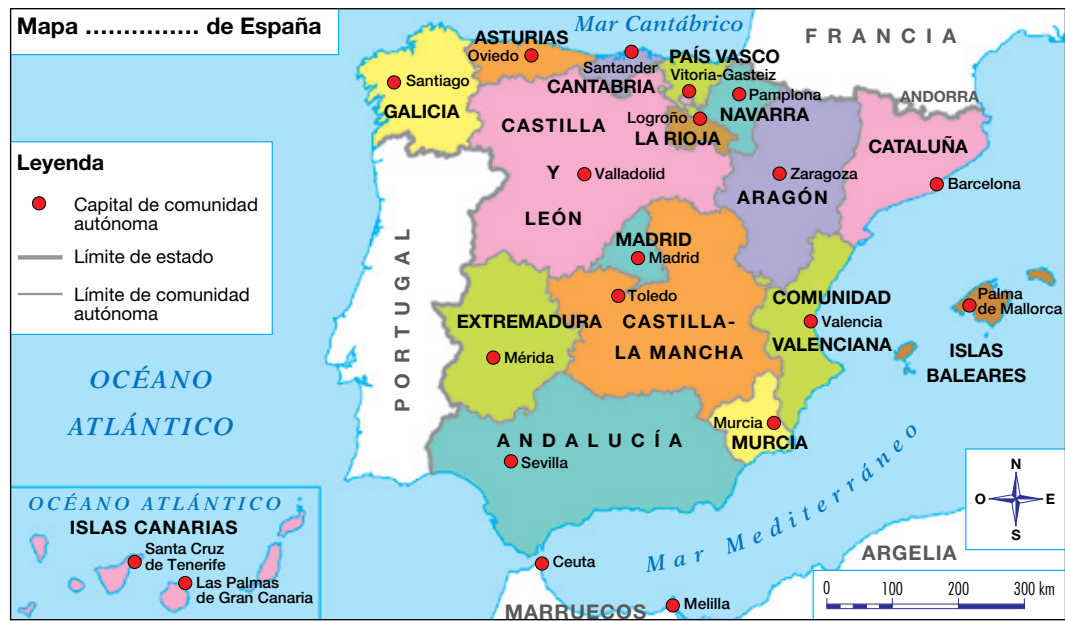 Mapa ............... de España
Mar Cantábrico
FRANCIA
ASTURIAS
Oviedo
Santander
CANTABRIA
PAÍS VASCO
Vitoria-Gasteiz
Pamplona
NAVARRA
ANDORRA
Santiago
GALICIA
CASTILLA
Y
LEÓN
Valladolid
Logroño
LA RIOJA
Zaragoza
ARAGÓN
CATALUÑA
Barcelona
Leyenda
Capital de comunidad
autónoma
Límite de estado
Límite de comunidad
autónoma
PORTUGAL
MADRID
Madrid
Toledo
CASTILLA-
LA MANCHA
EXTREMADURA
Mérida
COMUNIDAD
Valencia
VALENCIANA
Palma
de Mallorca
ISLAS
BALEARES
OCÉANO
ATLÁNTICO
Murcia
MURCIA
ANDALUCÍA
Sevilla
Mar Mediterráneo
N
O
E
S
OCÉANO ATLÁNTICO
ISLAS CANARIAS
Santa Cruz
de Tenerife
Las Palmas
de Gran Canaria
Ceuta
Melilla
MARRUECOS
ARGELIA
0 100 200 300 km